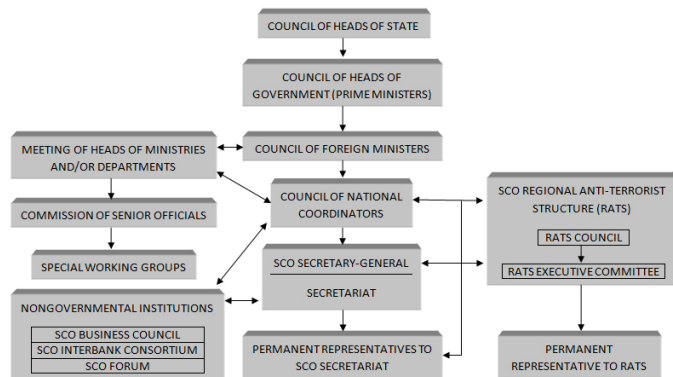 COUNCIL OF HEADS OF STATE
COUNCIL OF HEADS OF
GOVERNMENT (PRIME MINISTERS)
MEETING OF HEADS OF MINISTRIES
AND/OR DEPARTMENTS
COUNCIL OF FOREIGN MINISTERS
COMMISSION OF SENIOR OFFICIALS
COUNCIL OF NATIONAL
COORDINATORS
SCO REGIONAL ANTI-TERRORIST
STRUCTURE (RATS)
RATS COUNCIL
RATS EXECUTIVE COMMITTEE
SPECIAL WORKING GROUPS
SCO SECRETARY-GENERAL
SECRETARIAT
NONGOVERNMENTAL INSTITUTIONS
SCO BUSINESS COUNCIL
SCO INTERBANK CONSORTIUM
SCO FORUM
PERMANENT REPRESENTATIVES TO
SCO SECRETARIAT
PERMANENT
REPRESENTATIVE TO RATS